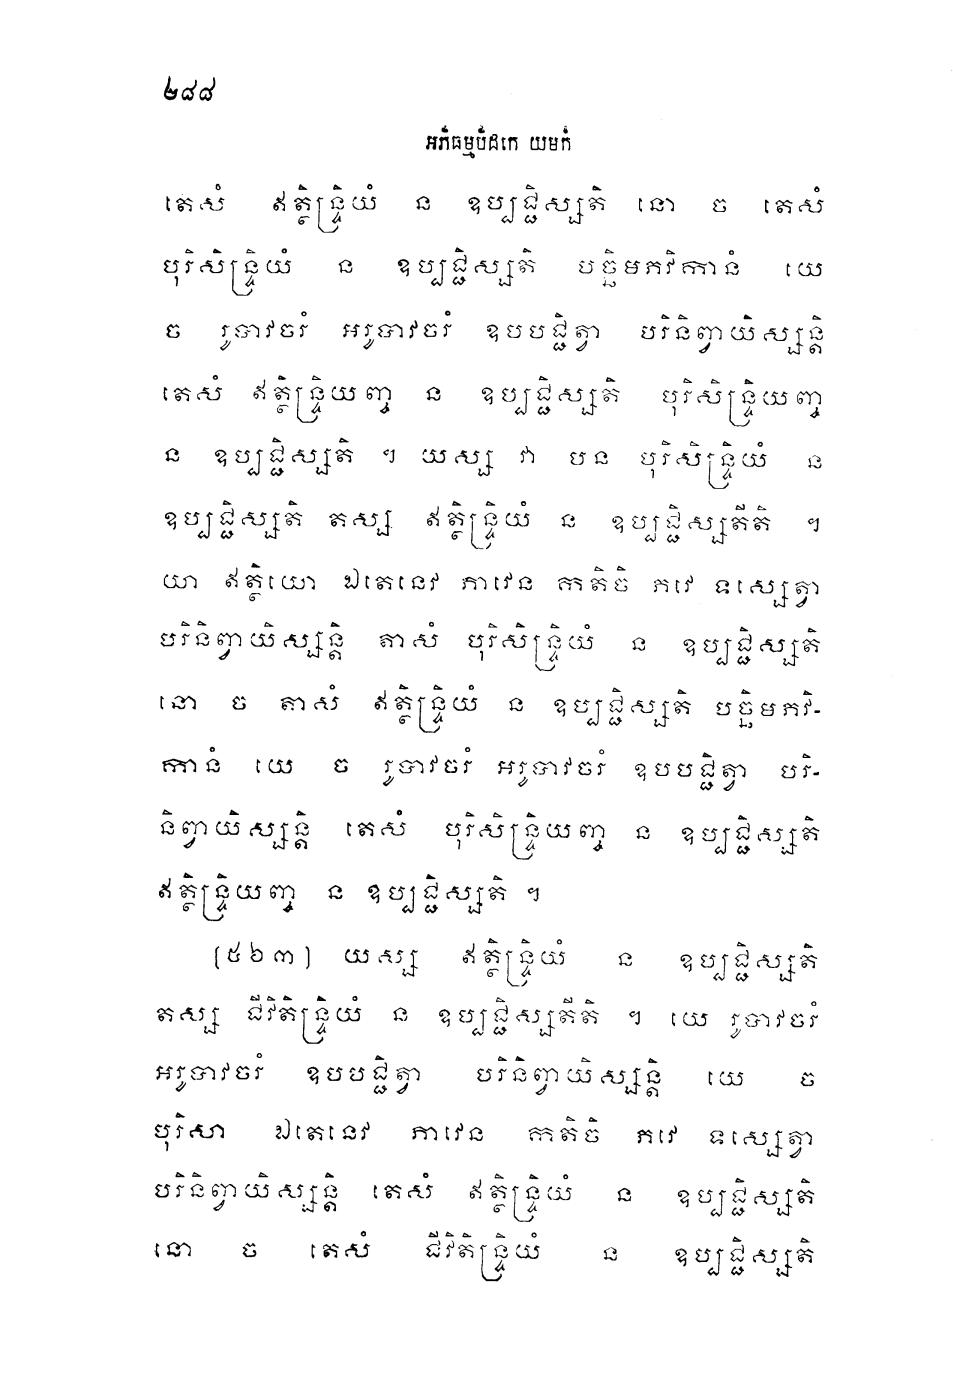 ២៨៨
អភិធម្មបិដកេ យមកំ
តេសំ ឥត្ថិន្ទ្រិយំ ន ឧប្បជ្ជិស្សតិ នោ ច តេសំ
បុរិសិន្ទ្រិយំ ន ឧប្បជ្ជិស្សតិ បច្ឆិមភវិកានំ យេ
ច រូបាវចរំ អរូបាវចរំ ឧបបជ្ជិត្វា បរិនិព្វាយិស្សន្តិ
តេសំ ឥត្ថិន្ទ្រិយញ្ច ន ឧប្បជ្ជិស្សតិ បុរិសិន្ទ្រិយញ្ច
ន ឧប្បជ្ជិស្សតិ ។ យស្ស វា បន បុរិសិន្ទ្រិយំ ន
ឧប្បជ្ជិស្សតិ តស្ស ឥត្ថិន្ទ្រិយំ ន ឧប្បជ្ជិស្សតីតិ ។
យា ឥត្ថិយោ ឯតេនេវ ភាវេន កតិចិ ភវេ ទស្សេត្វា
បរិនិព្វាយិស្សន្តិ តាសំ បុរិសិន្ទ្រិយំ ន ឧប្បជ្ជិស្សតិ
នោ ច តាសំ ឥត្ថិន្ទ្រិយំ ន ឧប្បជ្ជិស្សតិ បច្ឆិមភវិ-
កានំ យេ ច រូបាវចរំ អរូបាវចរំ ឧបបជ្ជិត្វា បរិ-
និព្វាយិស្សន្តិ តេសំ បុរិសិន្ទ្រិយញ្ច ន ឧប្បជ្ជិស្សតិ
ឥត្ថិន្ទ្រិយញ្ច ន ឧប្បជ្ជិស្សតិ ។
[៥៦៣] យស្ស ឥត្ថិន្ទ្រិយំ ន ឧប្បជ្ជិស្សតិ
តស្ស ជីវិតិន្ទ្រិយំ ន ឧប្បជ្ជិស្សតីតិ ។ យេ រូបាវចរំ
អរូបាវចរំ ឧបបជ្ជិត្វា បរិនិព្វាយិស្សន្តិ យេ ច
បុរិសា ឯតេនេវ ភាវេន កតិចិ ភវេ ទស្សេត្វា
បរិនិព្វាយិស្សន្តិ តេសំ ឥត្ថិន្ទ្រិយំ ន ឧប្បជ្ជិស្សតិ
នោ ច តេសំ ជីវិតិន្ទ្រិយំ ន ឧប្បជ្ជិស្សតិ